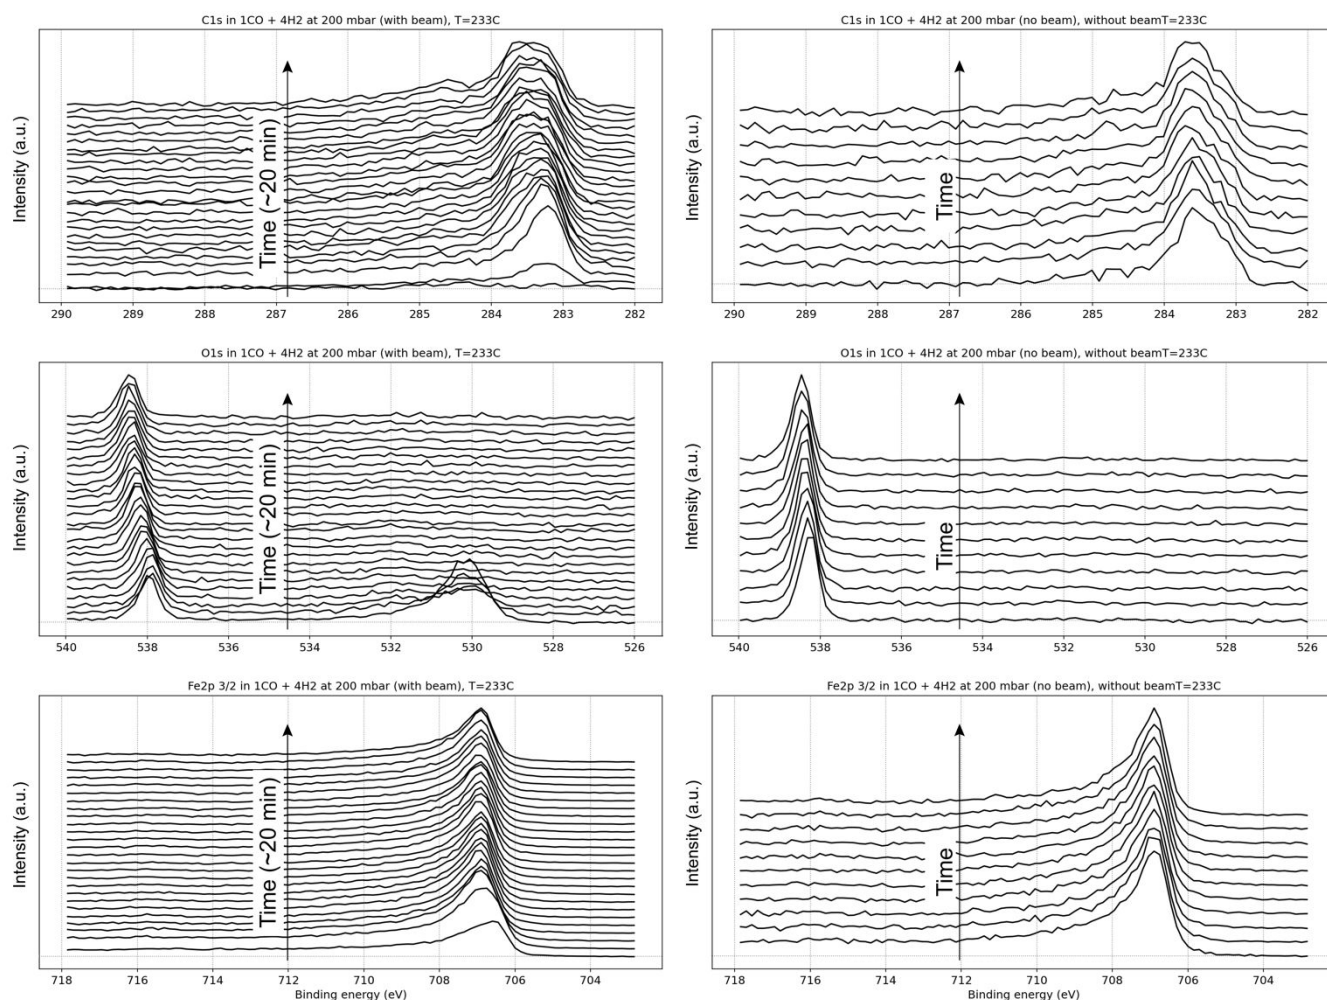 C1s in 1CO + 4H2 at 200 mbar (with beam), T=233C
Intensity (a.u.)
Time (~20 min)
290 289 288 287 286 285 284 283 282
C1s in 1CO + 4H2 at 200 mbar (no beam), without beamT=233C
Intensity (a.u.)
Time
290 289 288 287 286 285 284 283 282
O1s in 1CO + 4H2 at 200 mbar (with beam), T=233C
Intensity (a.u.)
Time (~20 min)
540 538 536 534 532 530 528 526
O1s in 1CO + 4H2 at 200 mbar (no beam), without beamT=233C
Intensity (a.u.)
Time
540 538 536 534 532 530 528 526
Fe2p 3/2 in 1CO + 4H2 at 200 mbar (with beam), T=233C
Intensity (a.u.)
Time (~20 min)
718 716 714 712 710 708 706 704
Binding energy (eV)
Fe2p 3/2 in 1CO + 4H2 at 200 mbar (no beam), without beamT=233C
Intensity (a.u.)
Time
718 716 714 712 710 708 706 704
Binding energy (eV)